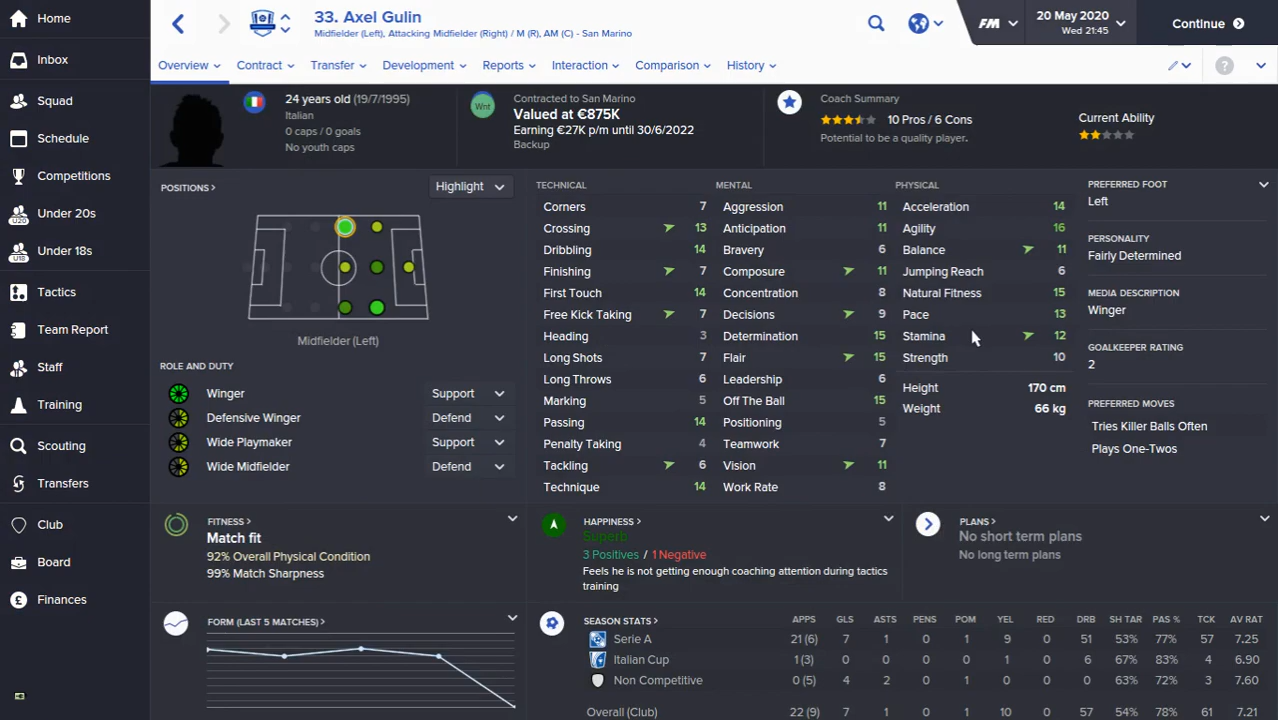 Home
Inbox
Squad
Schedule
Competitions
U20
Under 20s
U18
Under 18s
Tactics
Team Report
Staff
Training
Scouting
Transfers
Club
Board
£
Finances
33. Axel Gulin
Midfielder (Left), Attacking Midfielder (Right) / M (R), AM (C) - San Marino
FM
20 May 2020
Wed 21:45
Continue
Overview
Contract
Transfer
Development
Reports
Interaction
Comparison
History
?
24 years old (19/7/1995)
Italian
0 caps / 0 goals
No youth caps
Wnt
Contracted to San Marino
Valued at €875K
Earning €27K p/m until 30/6/2022
Backup
Coach Summary
10 Pros / 6 Cons
Potential to be a quality player.
Current Ability
POSITIONS >
Highlight
Midfielder (Left)
ROLE AND DUTY
Winger Support
Defensive Winger Defend
Wide Playmaker Support
Wide Midfielder Defend
TECHNICAL
Corners 7
Crossing 13
Dribbling 14
Finishing 7
First Touch 14
Free Kick Taking 7
Heading 3
Long Shots 7
Long Throws 6
Marking 5
Passing 14
Penalty Taking 4
Tackling 6
Technique 14
MENTAL
Aggression 11
Anticipation 11
Bravery 6
Composure 11
Concentration 8
Decisions 9
Determination 15
Flair 15
Leadership 6
Off The Ball 15
Positioning 5
Teamwork 7
Vision 11
Work Rate 8
PHYSICAL
Acceleration 14
Agility 16
Balance 11
Jumping Reach 6
Natural Fitness 15
Pace 13
Stamina 12
Strength 10
Height 170 cm
Weight 66 kg
PREFERRED FOOT
Left
PERSONALITY
Fairly Determined
MEDIA DESCRIPTION
Winger
GOALKEEPER RATING
2
PREFERRED MOVES
Tries Killer Balls Often
Plays One-Twos
FITNESS >
Match fit
92% Overall Physical Condition
99% Match Sharpness
HAPPINESS >
Superb
3 Positives / 1 Negative
Feels he is not getting enough coaching attention during tactics
training
PLANS >
No short term plans
No long term plans
FORM (LAST 5 MATCHES) >
SEASON STATS > APPS GLS ASTS PENS POM YEL RED DRB SH TAR PAS % TCK AV RAT
Serie A 21 (6) 7 1 0 1 9 0 51 53% 77% 57 7.25
Italian Cup 1 (3) 0 0 0 0 1 0 6 67% 83% 4 6.90
Non Competitive 0 (5) 4 2 0 1 0 0 0 63% 72% 3 7.60
Overall (Club) 22 (9) 7 1 0 1 10 0 57 54% 78% 61 7.21